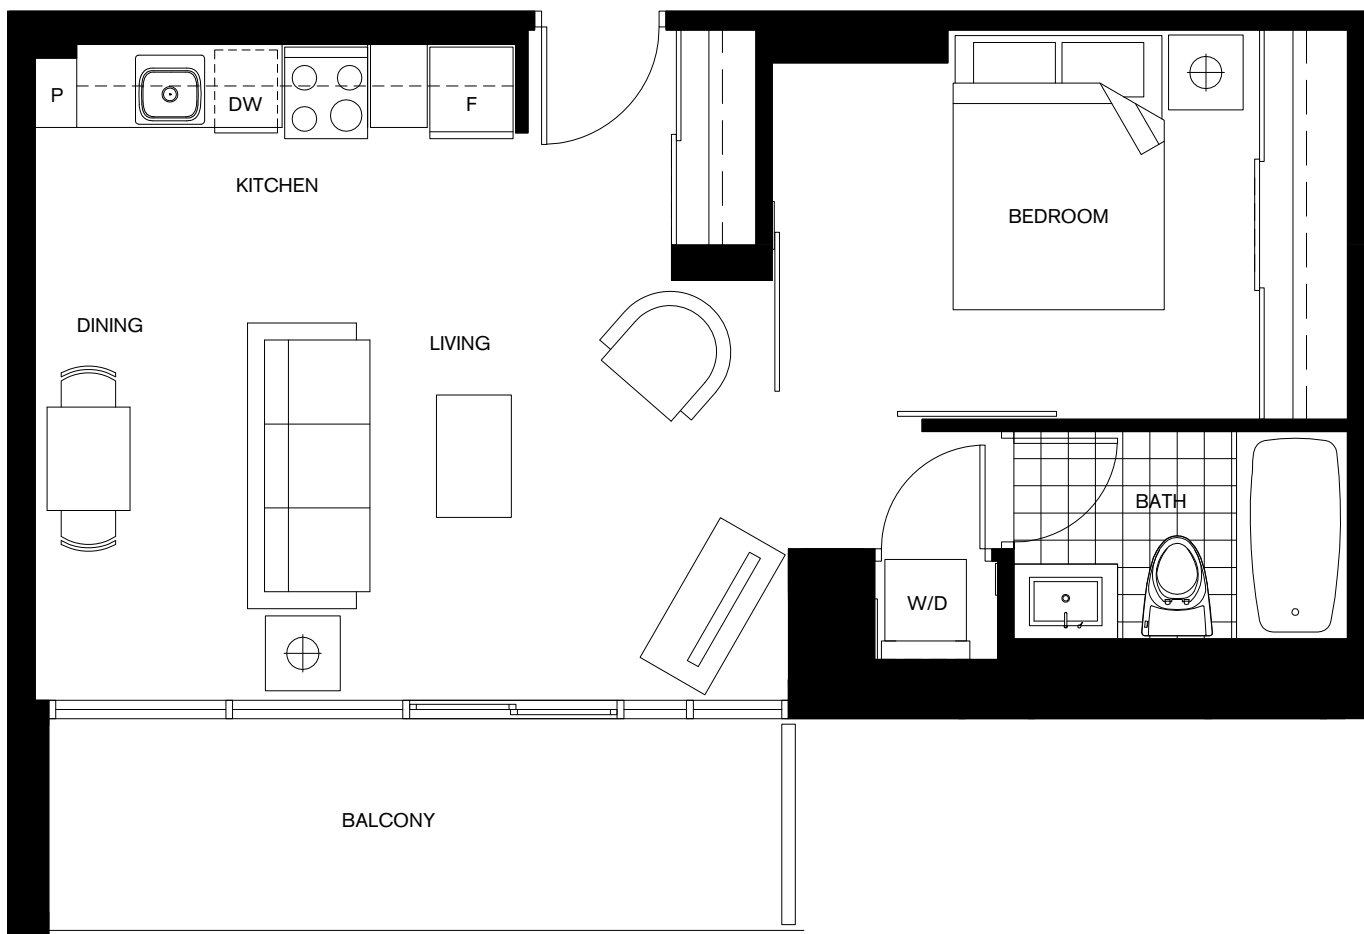 P
DW
F
KITCHEN
BEDROOM
DINING
LIVING
BATH
W/D
BALCONY